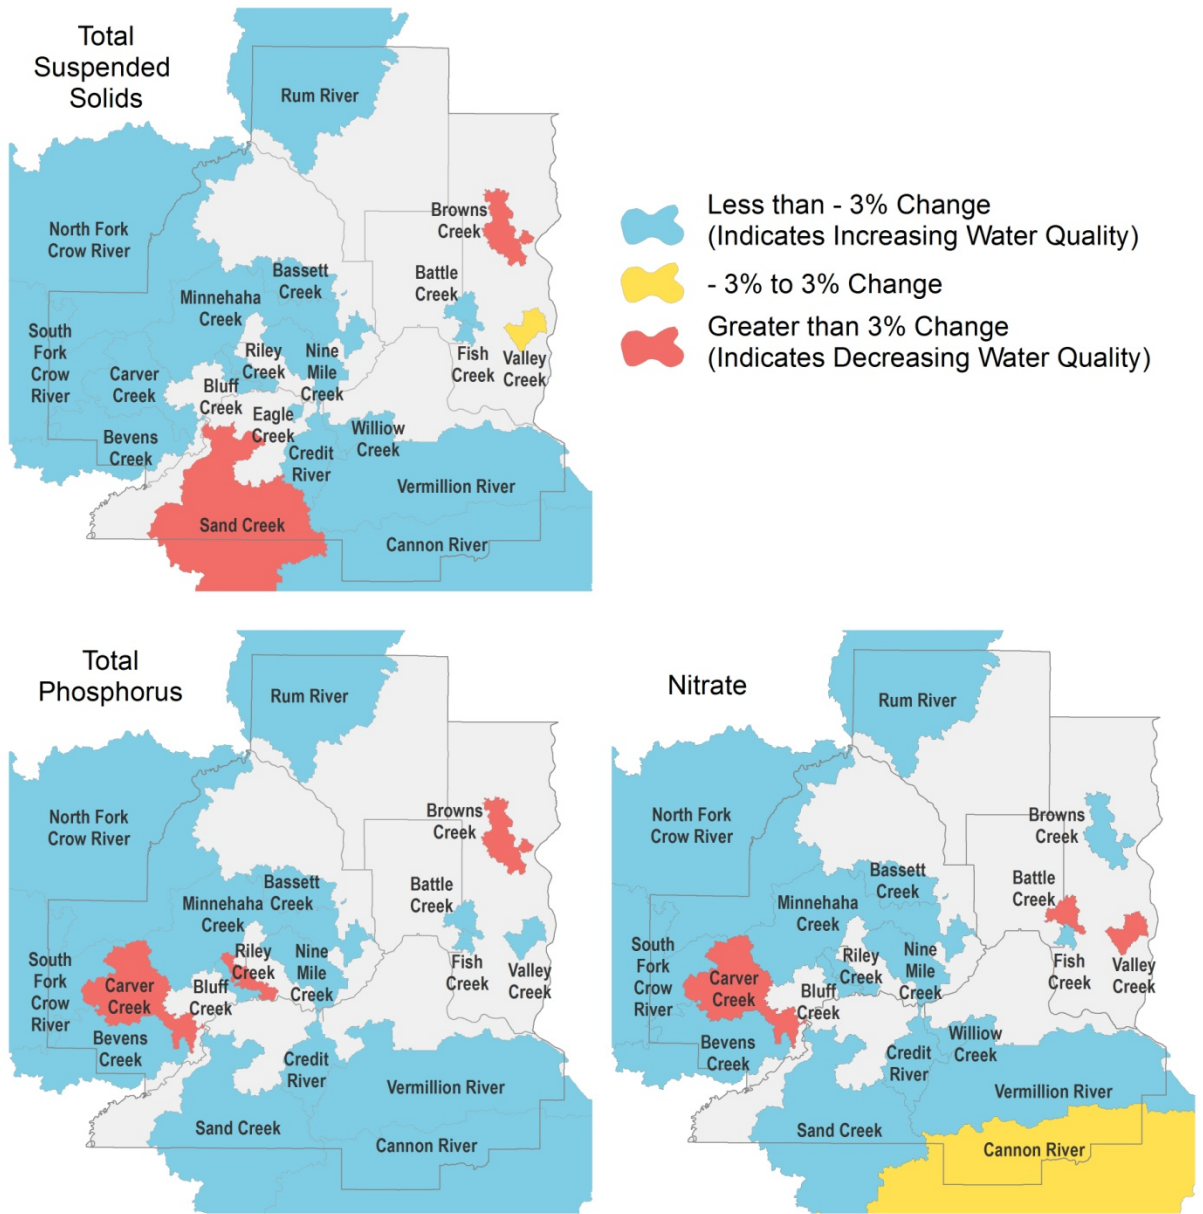 Total
Suspended
Solids
Rum River
North Fork
Crow River
Browns
Creek
Bassett
Creek
Battle
Creek
Minnehaha
Creek
South
Fork
Crow
River
Riley
Creek
Nine
Mile
Creek
Fish
Creek
Valley
Creek
Carver
Creek
Bluff
Creek
Eagle
Creek
Bevens
Creek
Credit
River
Williow
Creek
Vermillion River
Sand Creek
Cannon River
Less than - 3% Change
(Indicates Increasing Water Quality)
- 3% to 3% Change
Greater than 3% Change
(Indicates Decreasing Water Quality)
Total
Phosphorus
Rum River
North Fork
Crow River
Browns
Creek
Bassett
Creek
Battle
Creek
Minnehaha
Creek
South
Fork
Crow
River
Riley
Creek
Nine
Mile
Creek
Fish
Creek
Valley
Creek
Carver
Creek
Bluff
Creek
Bevens
Creek
Credit
River
Vermillion River
Sand Creek
Cannon River
Nitrate
Rum River
North Fork
Crow River
Browns
Creek
Bassett
Creek
Battle
Creek
Minnehaha
Creek
South
Fork
Crow
River
Riley
Creek
Nine
Mile
Creek
Fish
Creek
Valley
Creek
Carver
Creek
Bluff
Creek
Bevens
Creek
Credit
River
Williow
Creek
Vermillion River
Sand Creek
Cannon River